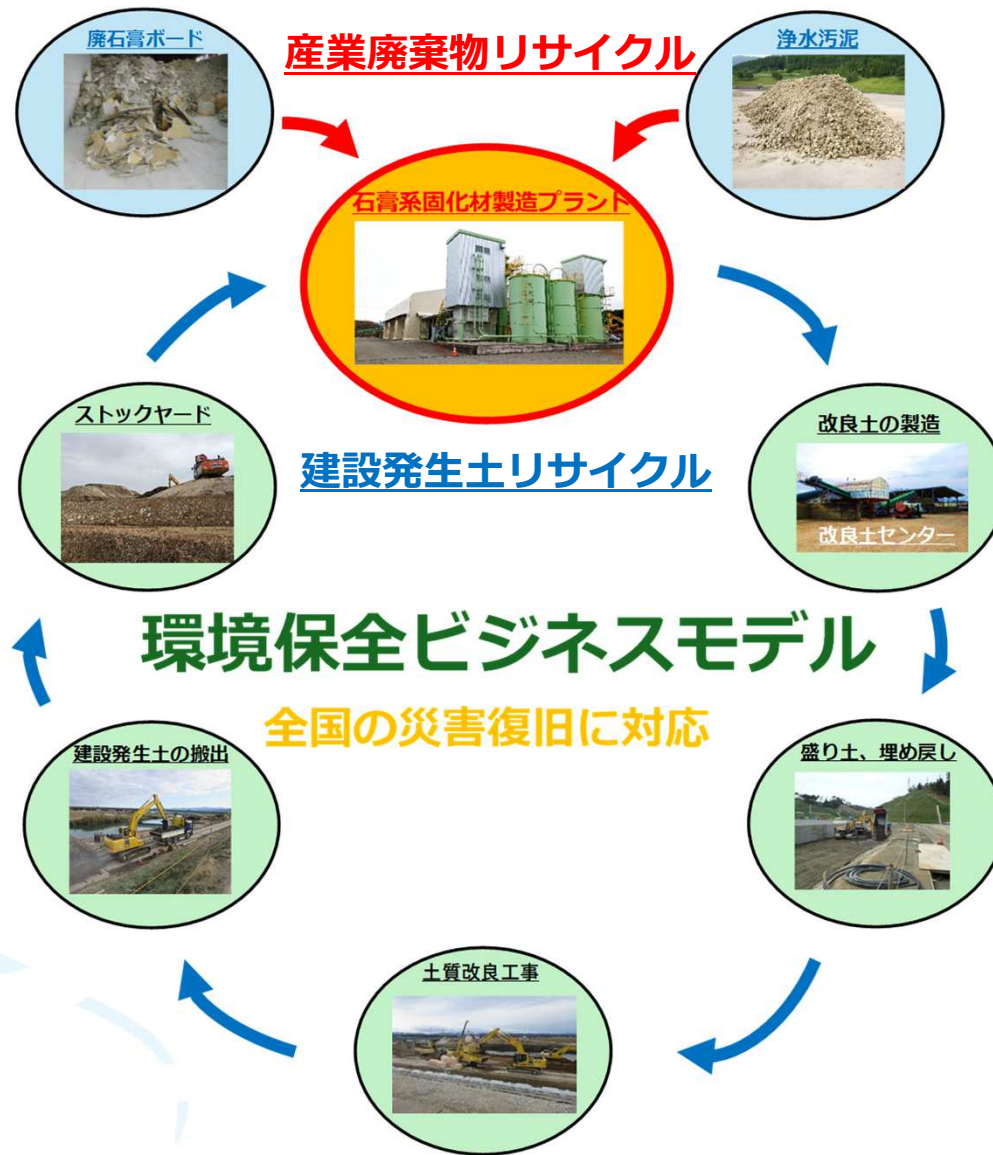 廃石膏ボード
産業廃棄物リサイクル
浄水汚泥
石膏系固化材製造プラント
ストックヤード
改良土の製造
建設発生土リサイクル
改良土センター
環境保全ビジネスモデル
全国の災害復旧に対応
建設発生土の搬出
盛り土、埋め戻し
土質改良工事